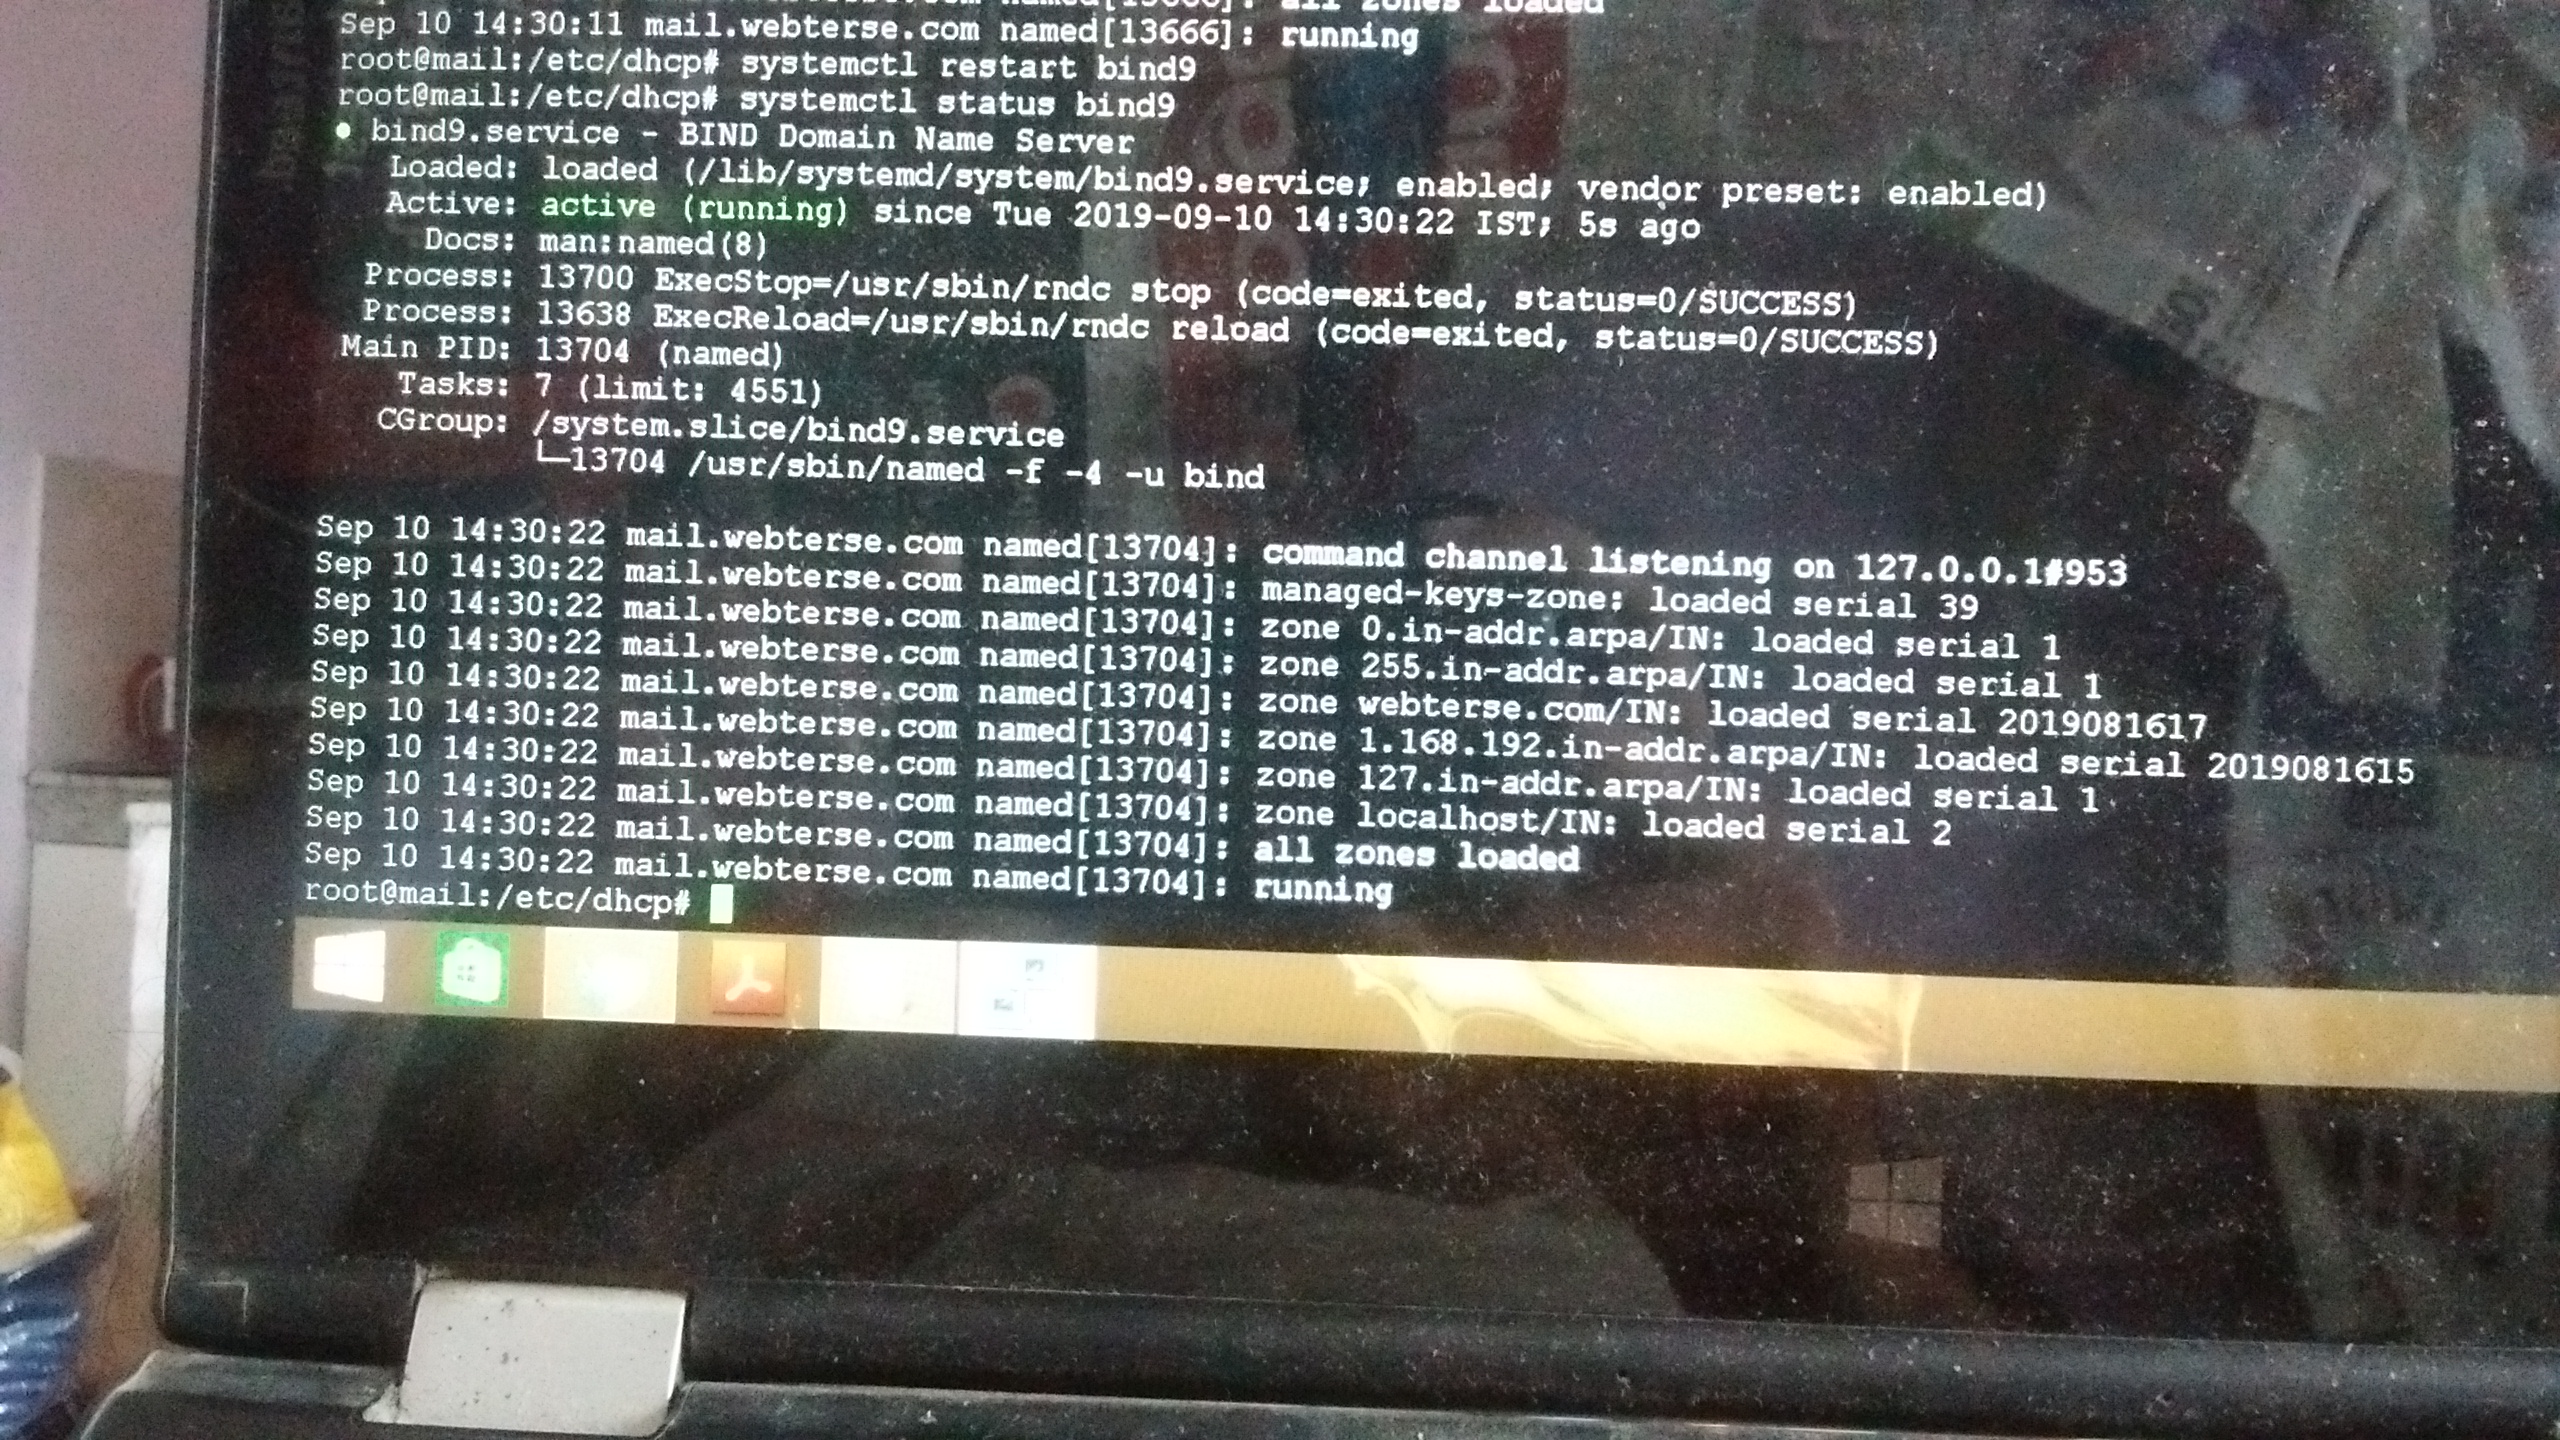 all zones loaded
Sep 10 14:30:11 mail.webterse.com named[13666]: running
root@mail:/etc/dhcp# systemctl restart bind9
root@mail:/etc/dhcp# systemctl status bind9
● bind9.service - BIND Domain Name Server
Loaded: loaded (/lib/systemd/system/bind9.service; enabled; vendor preset: enabled)
Active: active (running) since Tue 2019-09-10 14:30:22 IST; 5s ago
Docs: man:named(8)
Process: 13700 ExecStop=/usr/sbin/rndc stop (code=exited, status=0/SUCCESS)
Process: 13638 ExecReload=/usr/sbin/rndc reload (code=exited, status=0/SUCCESS)
Main PID: 13704 (named)
Tasks: 7 (limit: 4551)
CGroup: /system.slice/bind9.service
└─13704 /usr/sbin/named -f -4 -u bind
Sep 10 14:30:22 mail.webterse.com named[13704]: command channel listening on 127.0.0.1#953
Sep 10 14:30:22 mail.webterse.com named[13704]: managed-keys-zone: loaded serial 39
Sep 10 14:30:22 mail.webterse.com named[13704]: zone 0.in-addr.arpa/IN: loaded serial 1
Sep 10 14:30:22 mail.webterse.com named[13704]: zone 255.in-addr.arpa/IN: loaded serial 1
Sep 10 14:30:22 mail.webterse.com named[13704]: zone webterse.com/IN: loaded serial 2019081617
Sep 10 14:30:22 mail.webterse.com named[13704]: zone 1.168.192.in-addr.arpa/IN: loaded serial 2019081615
Sep 10 14:30:22 mail.webterse.com named[13704]: zone 127.in-addr.arpa/IN: loaded serial 1
Sep 10 14:30:22 mail.webterse.com named[13704]: zone localhost/IN: loaded serial 2
Sep 10 14:30:22 mail.webterse.com named[13704]: all zones loaded
Sep 10 14:30:22 mail.webterse.com named[13704]: running
root@mail:/etc/dhcp#